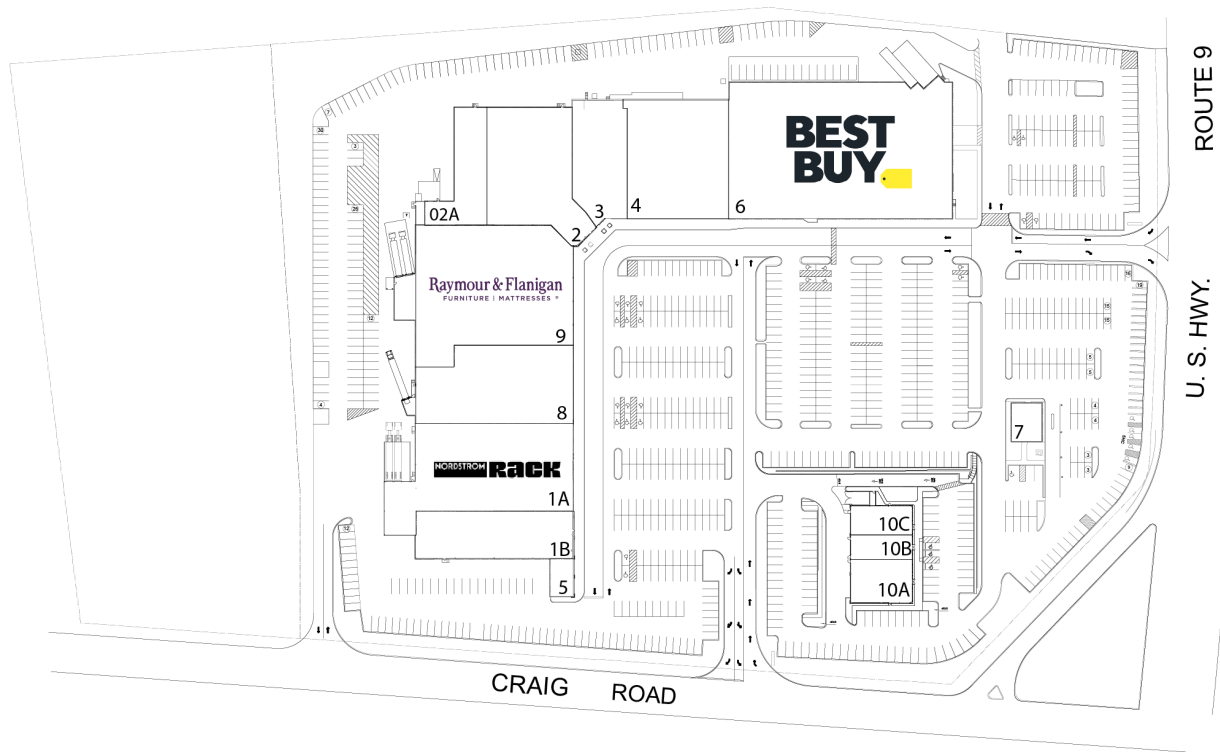 ROUTE 9
U. S. HWY.
BEST
BUY
02A
2
3
4
6
Raymour & Flanigan
FURNITURE | MATTRESSES
9
8
7
NORDSTROM RACK
1A
1B
5
10C
10B
10A
CRAIG ROAD